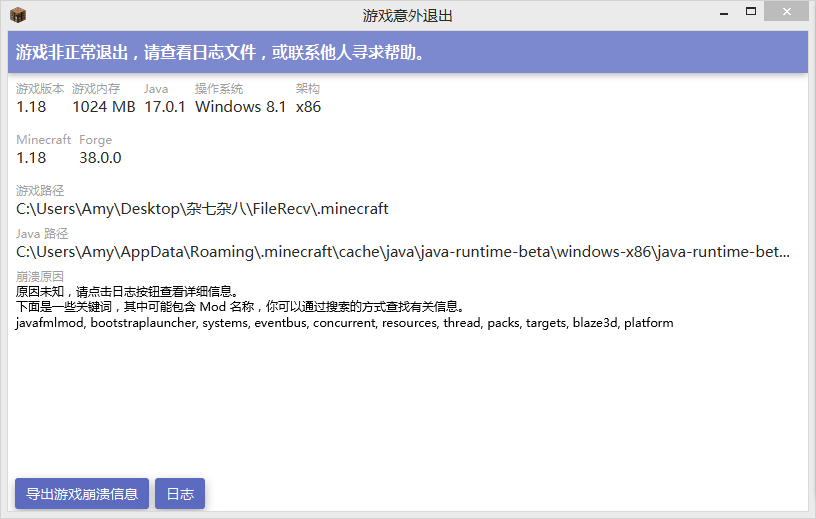 游戏意外退出
游戏非正常退出，请查看日志文件，或联系他人寻求帮助。
游戏版本 游戏内存 Java 操作系统 架构
1.18 1024 MB 17.0.1 Windows 8.1 x86
Minecraft Forge
1.18 38.0.0
游戏路径
C:\Users\Amy\Desktop\杂七杂八\FileRecv\.minecraft
Java 路径
C:\Users\Amy\AppData\Roaming\.minecraft\cache\java\java-runtime-beta\windows-x86\java-runtime-bet...
崩溃原因
原因未知，请点击日志按钮查看详细信息。
下面是一些关键词，其中可能包含 Mod 名称，你可以通过搜索的方式查找有关信息。
javafmlmod, bootstraplauncher, systems, eventbus, concurrent, resources, thread, packs, targets, blaze3d, platform
导出游戏崩溃信息 日志